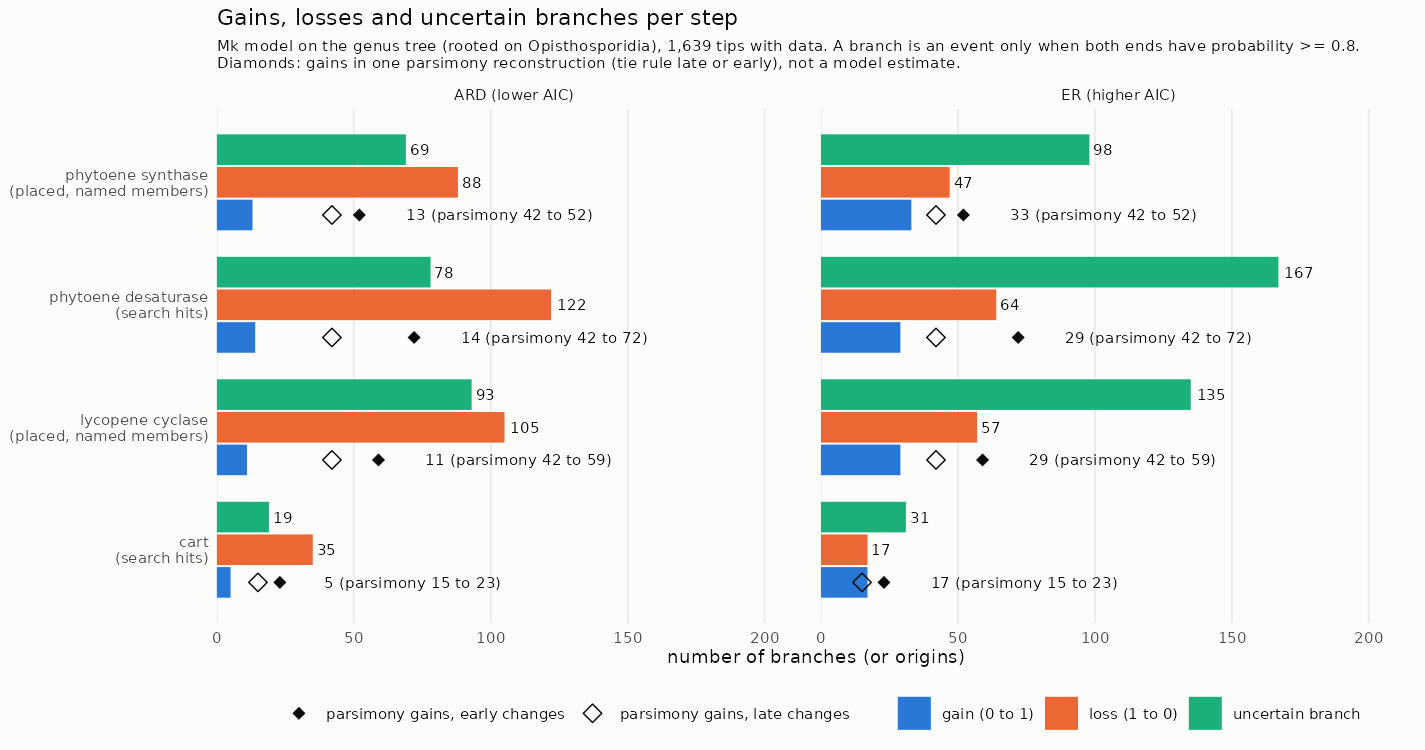 Gains, losses and uncertain branches per step
Mk model on the genus tree (rooted on Opisthosporidia), 1,639 tips with data. A branch is an event only when both ends have probability >= 0.8.
Diamonds: gains in one parsimony reconstruction (tie rule late or early), not a model estimate.
ARD (lower AIC)
ER (higher AIC)
phytoene synthase
(placed, named members)
69
88
13 (parsimony 42 to 52)
98
47
33 (parsimony 42 to 52)
phytoene desaturase
(search hits)
78
122
14 (parsimony 42 to 72)
167
64
29 (parsimony 42 to 72)
lycopene cyclase
(placed, named members)
93
105
11 (parsimony 42 to 59)
135
57
29 (parsimony 42 to 59)
cart
(search hits)
19
35
5 (parsimony 15 to 23)
31
17
17 (parsimony 15 to 23)
0 50 100 150 200
0 50 100 150 200
number of branches (or origins)
parsimony gains, early changes
parsimony gains, late changes
gain (0 to 1)
loss (1 to 0)
uncertain branch